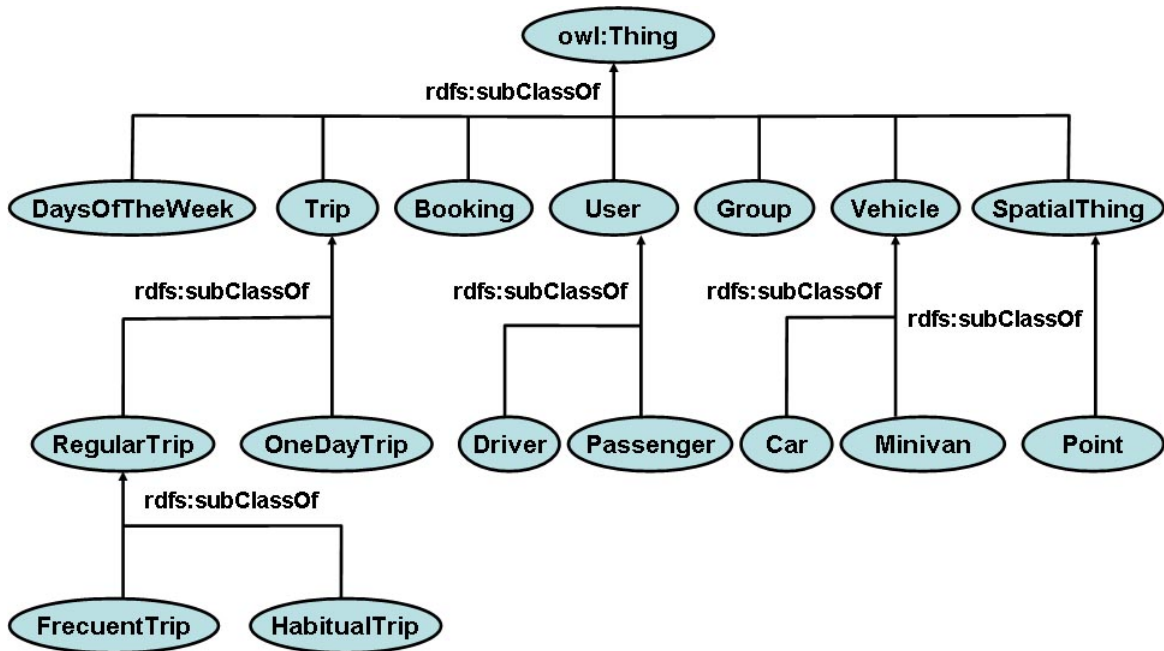 owl:Thing
rdfs:subClassOf
DaysOfTheWeek
Trip
Booking
User
Group
Vehicle
SpatialThing
rdfs:subClassOf
rdfs:subClassOf
rdfs:subClassOf
rdfs:subClassOf
RegularTrip
OneDayTrip
Driver
Passenger
Car
Minivan
Point
rdfs:subClassOf
FrecuentTrip
HabitualTrip